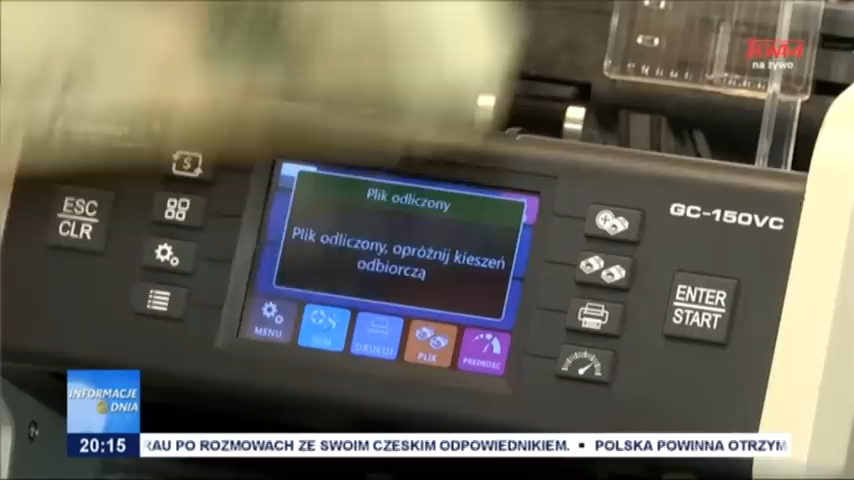 TRWAM
na żywo
ESC
CLR
GC-150VC
Plik odliczony
Plik odliczony, opróżnij kieszeń
odbiorczą
ENTER
START
MENU
DRUKUJ
PLIK
PRĘDKOŚĆ
INFORMACJE
DNIA
20:15
RAU PO ROZMOWACH ZE SWOIM CZESKIM ODPOWIEDNIKIEM. ▪ POLSKA POWINNA OTRZYM